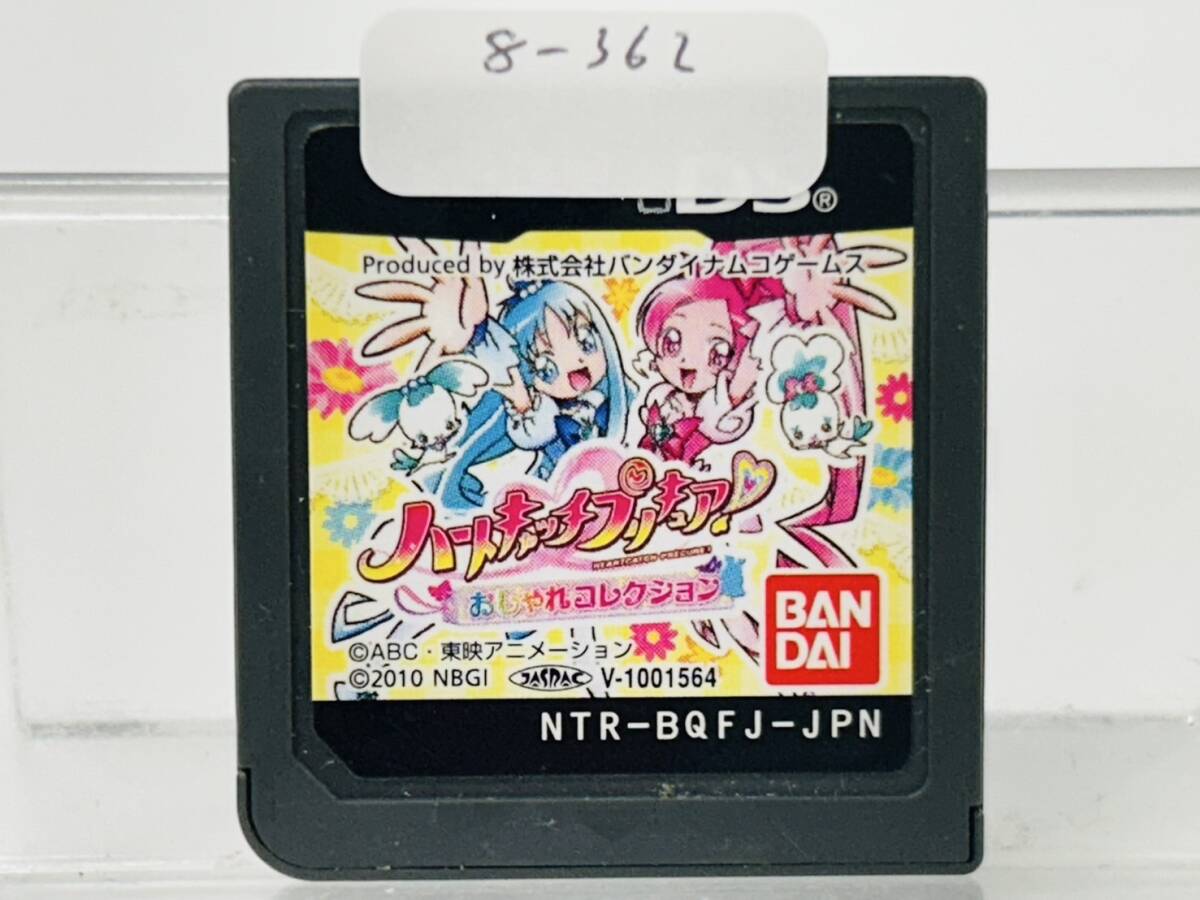 8-362
DS®
Produced by 株式会社バンダイナムコゲームス
ハートキャッチプリキュア!
HEARTCATCH PRECURE!
おしゃれコレクション
BAN
DAI
©ABC・東映アニメーション
©2010 NBGI JASRAC V-1001564
NTR-BQFJ-JPN